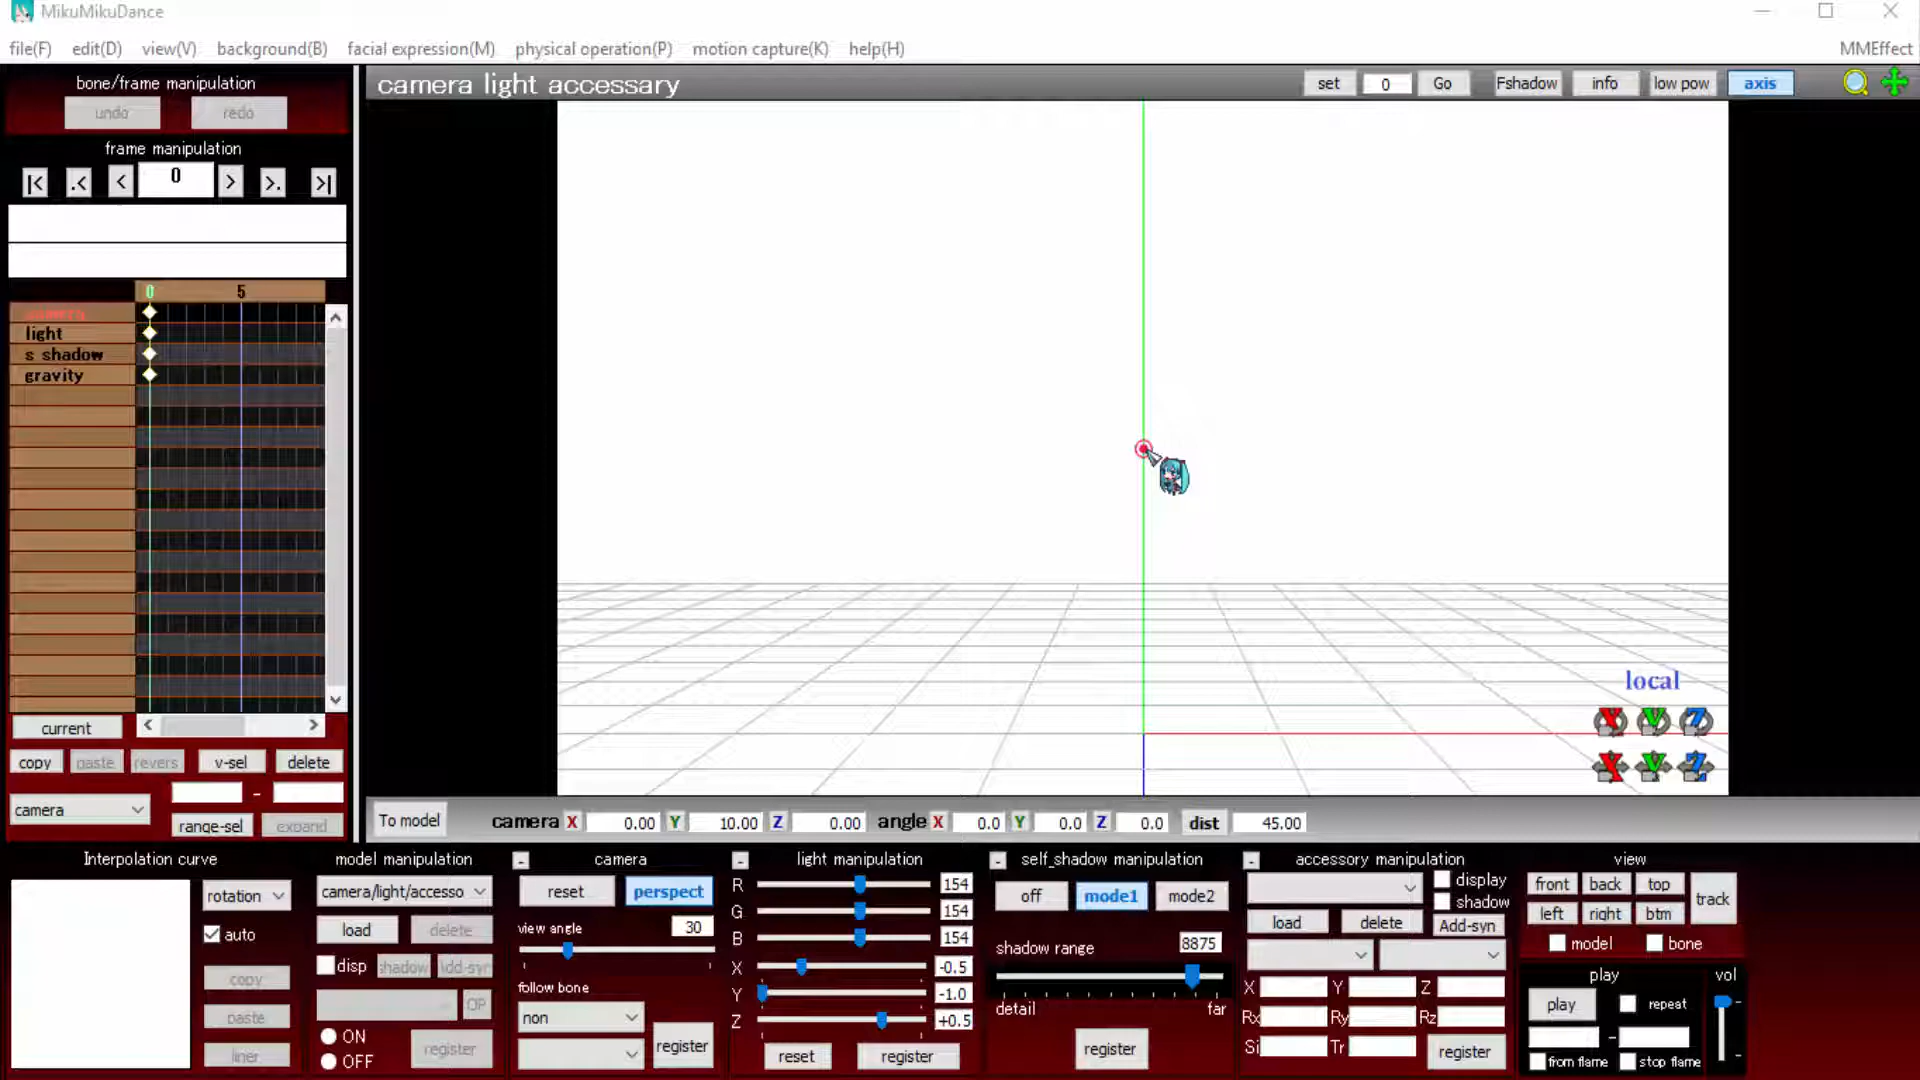 MikuMikuDance
file(F) edit(D) view(V) background(B) facial expression(M) physical operation(P) motion capture(K) help(H) MMEffect
bone/frame manipulation
undo redo
frame manipulation
|< .< < 0 > >. >|
camera light accessary
set 0 Go Fshadow info low pow axis
0 5
camera
light
s shadow
gravity
local
current
copy paste revers v-sel delete
camera -
range-sel expand
To model camera X 0.00 Y 10.00 Z 0.00 angle X 0.0 Y 0.0 Z 0.0 dist 45.00
Interpolation curve
rotation
auto
copy
paste
liner
model manipulation
camera/light/accesso
load delete
disp shadow Add-syn
OP
ON
OFF
register
- camera
reset perspect
view angle 30
follow bone
non
register
- light manipulation
R 154
G 154
B 154
X -0.5
Y -1.0
Z +0.5
reset register
- self_shadow manipulation
off mode1 mode2
shadow range 8875
detail far
register
- accessory manipulation
display
shadow
load delete Add-syn
X Y Z
Rx Ry Rz
Si Tr register
view
front back top
left right btm
track
model bone
play
play repeat
-
from flame stop flame
vol